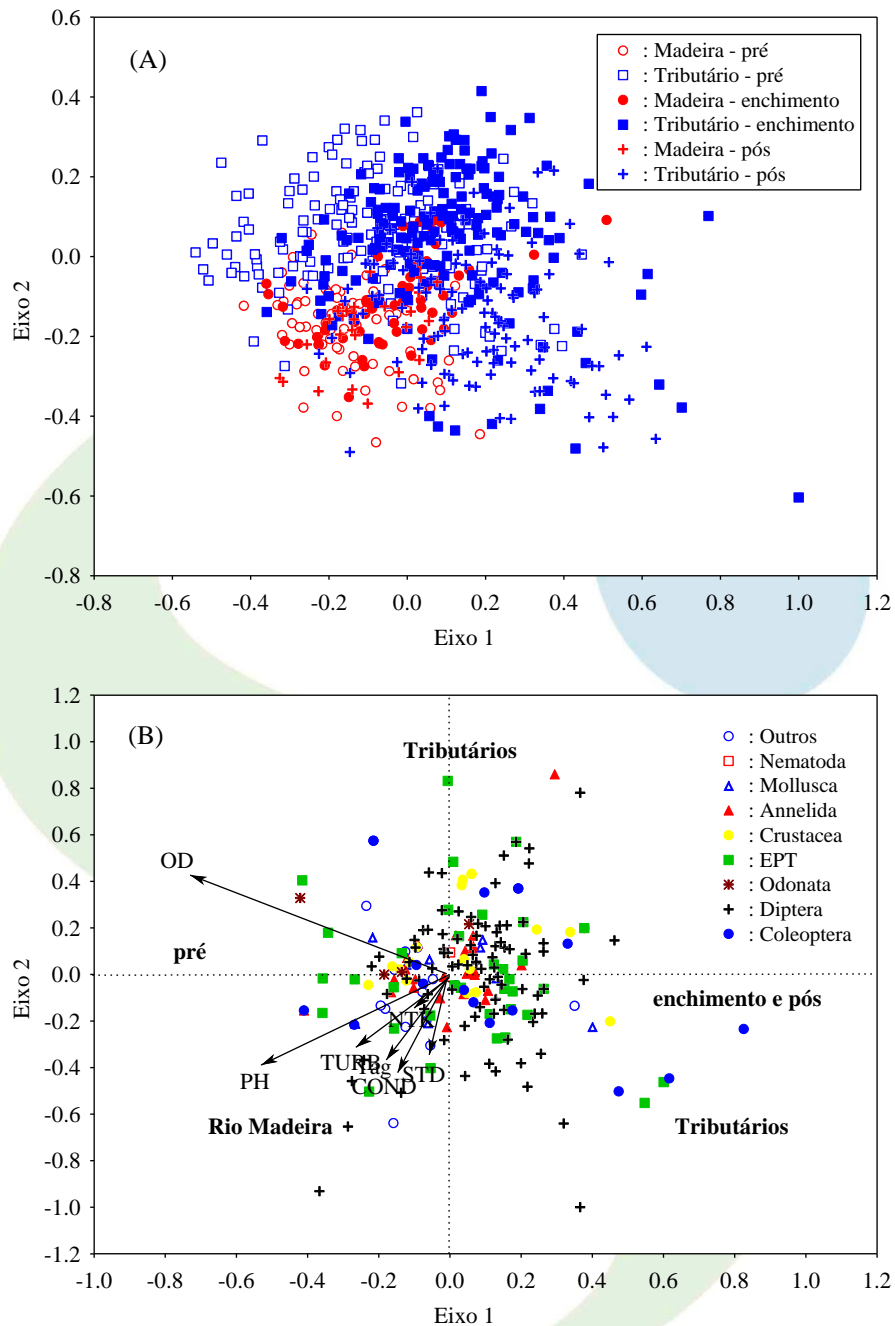 (A)
: Madeira - pré
: Tributário - pré
: Madeira - enchimento
: Tributário - enchimento
: Madeira - pós
: Tributário - pós
Eixo 2
0.6
0.4
0.2
0.0
-0.2
-0.4
-0.6
-0.8
-0.8 -0.6 -0.4 -0.2 0.0 0.2 0.4 0.6 0.8 1.0 1.2
Eixo 1
(B)
Tributários
: Outros
: Nematoda
: Mollusca
: Annelida
: Crustacea
: EPT
: Odonata
: Diptera
: Coleoptera
OD
pré
enchimento e pós
NTK
TURB
Tag
PH
COND
STD
Rio Madeira
Tributários
Eixo 2
1.2
1.0
0.8
0.6
0.4
0.2
0.0
-0.2
-0.4
-0.6
-0.8
-1.0
-1.2
-1.0 -0.8 -0.6 -0.4 -0.2 0.0 0.2 0.4 0.6 0.8 1.0 1.2
Eixo 1